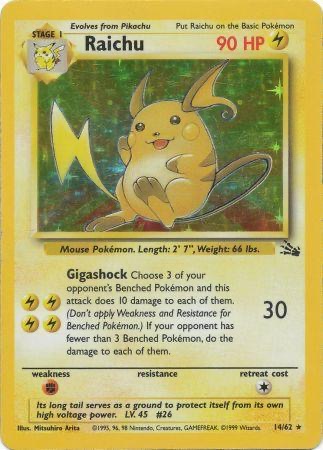 Evolves from Pikachu Put Raichu on the Basic Pokémon
STAGE 1
Raichu 90 HP
Mouse Pokémon. Length: 2' 7", Weight: 66 lbs.
Gigashock Choose 3 of your
opponent's Benched Pokémon and this
attack does 10 damage to each of them.
(Don't apply Weakness and Resistance for
Benched Pokémon.) If your opponent has
fewer than 3 Benched Pokémon, do the
damage to each of them.
30
weakness resistance retreat cost
Its long tail serves as a ground to protect itself from its own
high voltage power. LV. 45 #26
Illus. Mitsuhiro Arita ©1995, 96, 98 Nintendo, Creatures, GAMEFREAK. ©1999 Wizards. 14/62 ★